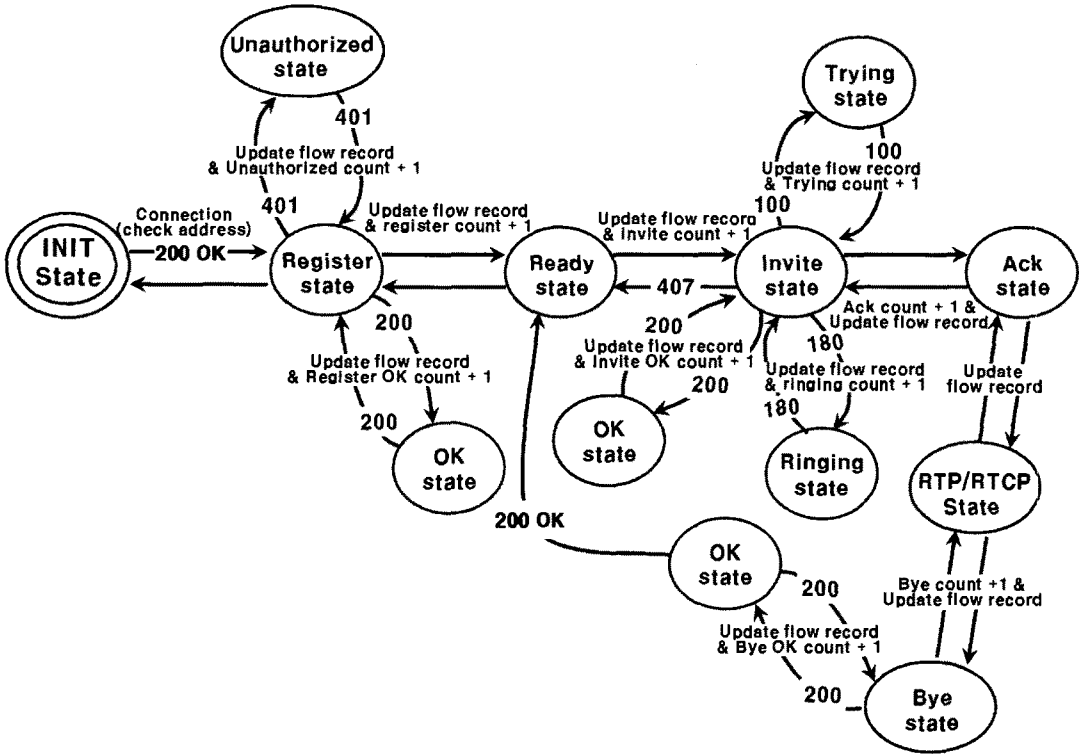 Unauthorized
state
401
Update flow record
& Unauthorized count + 1
401
Trying
state
100
Update flow record
& Trying count + 1
100
INIT
State
Connection
(check address)
200 OK
Register
state
Update flow record
& register count + 1
Ready
state
Update flow record
& Invite count + 1
407
Invite
state
Ack
state
Ack count + 1 &
Update flow record
200
Update flow record
& Register OK count + 1
200
OK
state
200
Update flow record
& Invite OK count + 1
200
OK
state
180
Update flow record
& ringing count + 1
180
Ringing
state
Update
flow record
RTP/RTCP
State
200 OK
OK
state
200
Update flow record
& Bye OK count + 1
200
Bye count +1 &
Update flow record
Bye
state